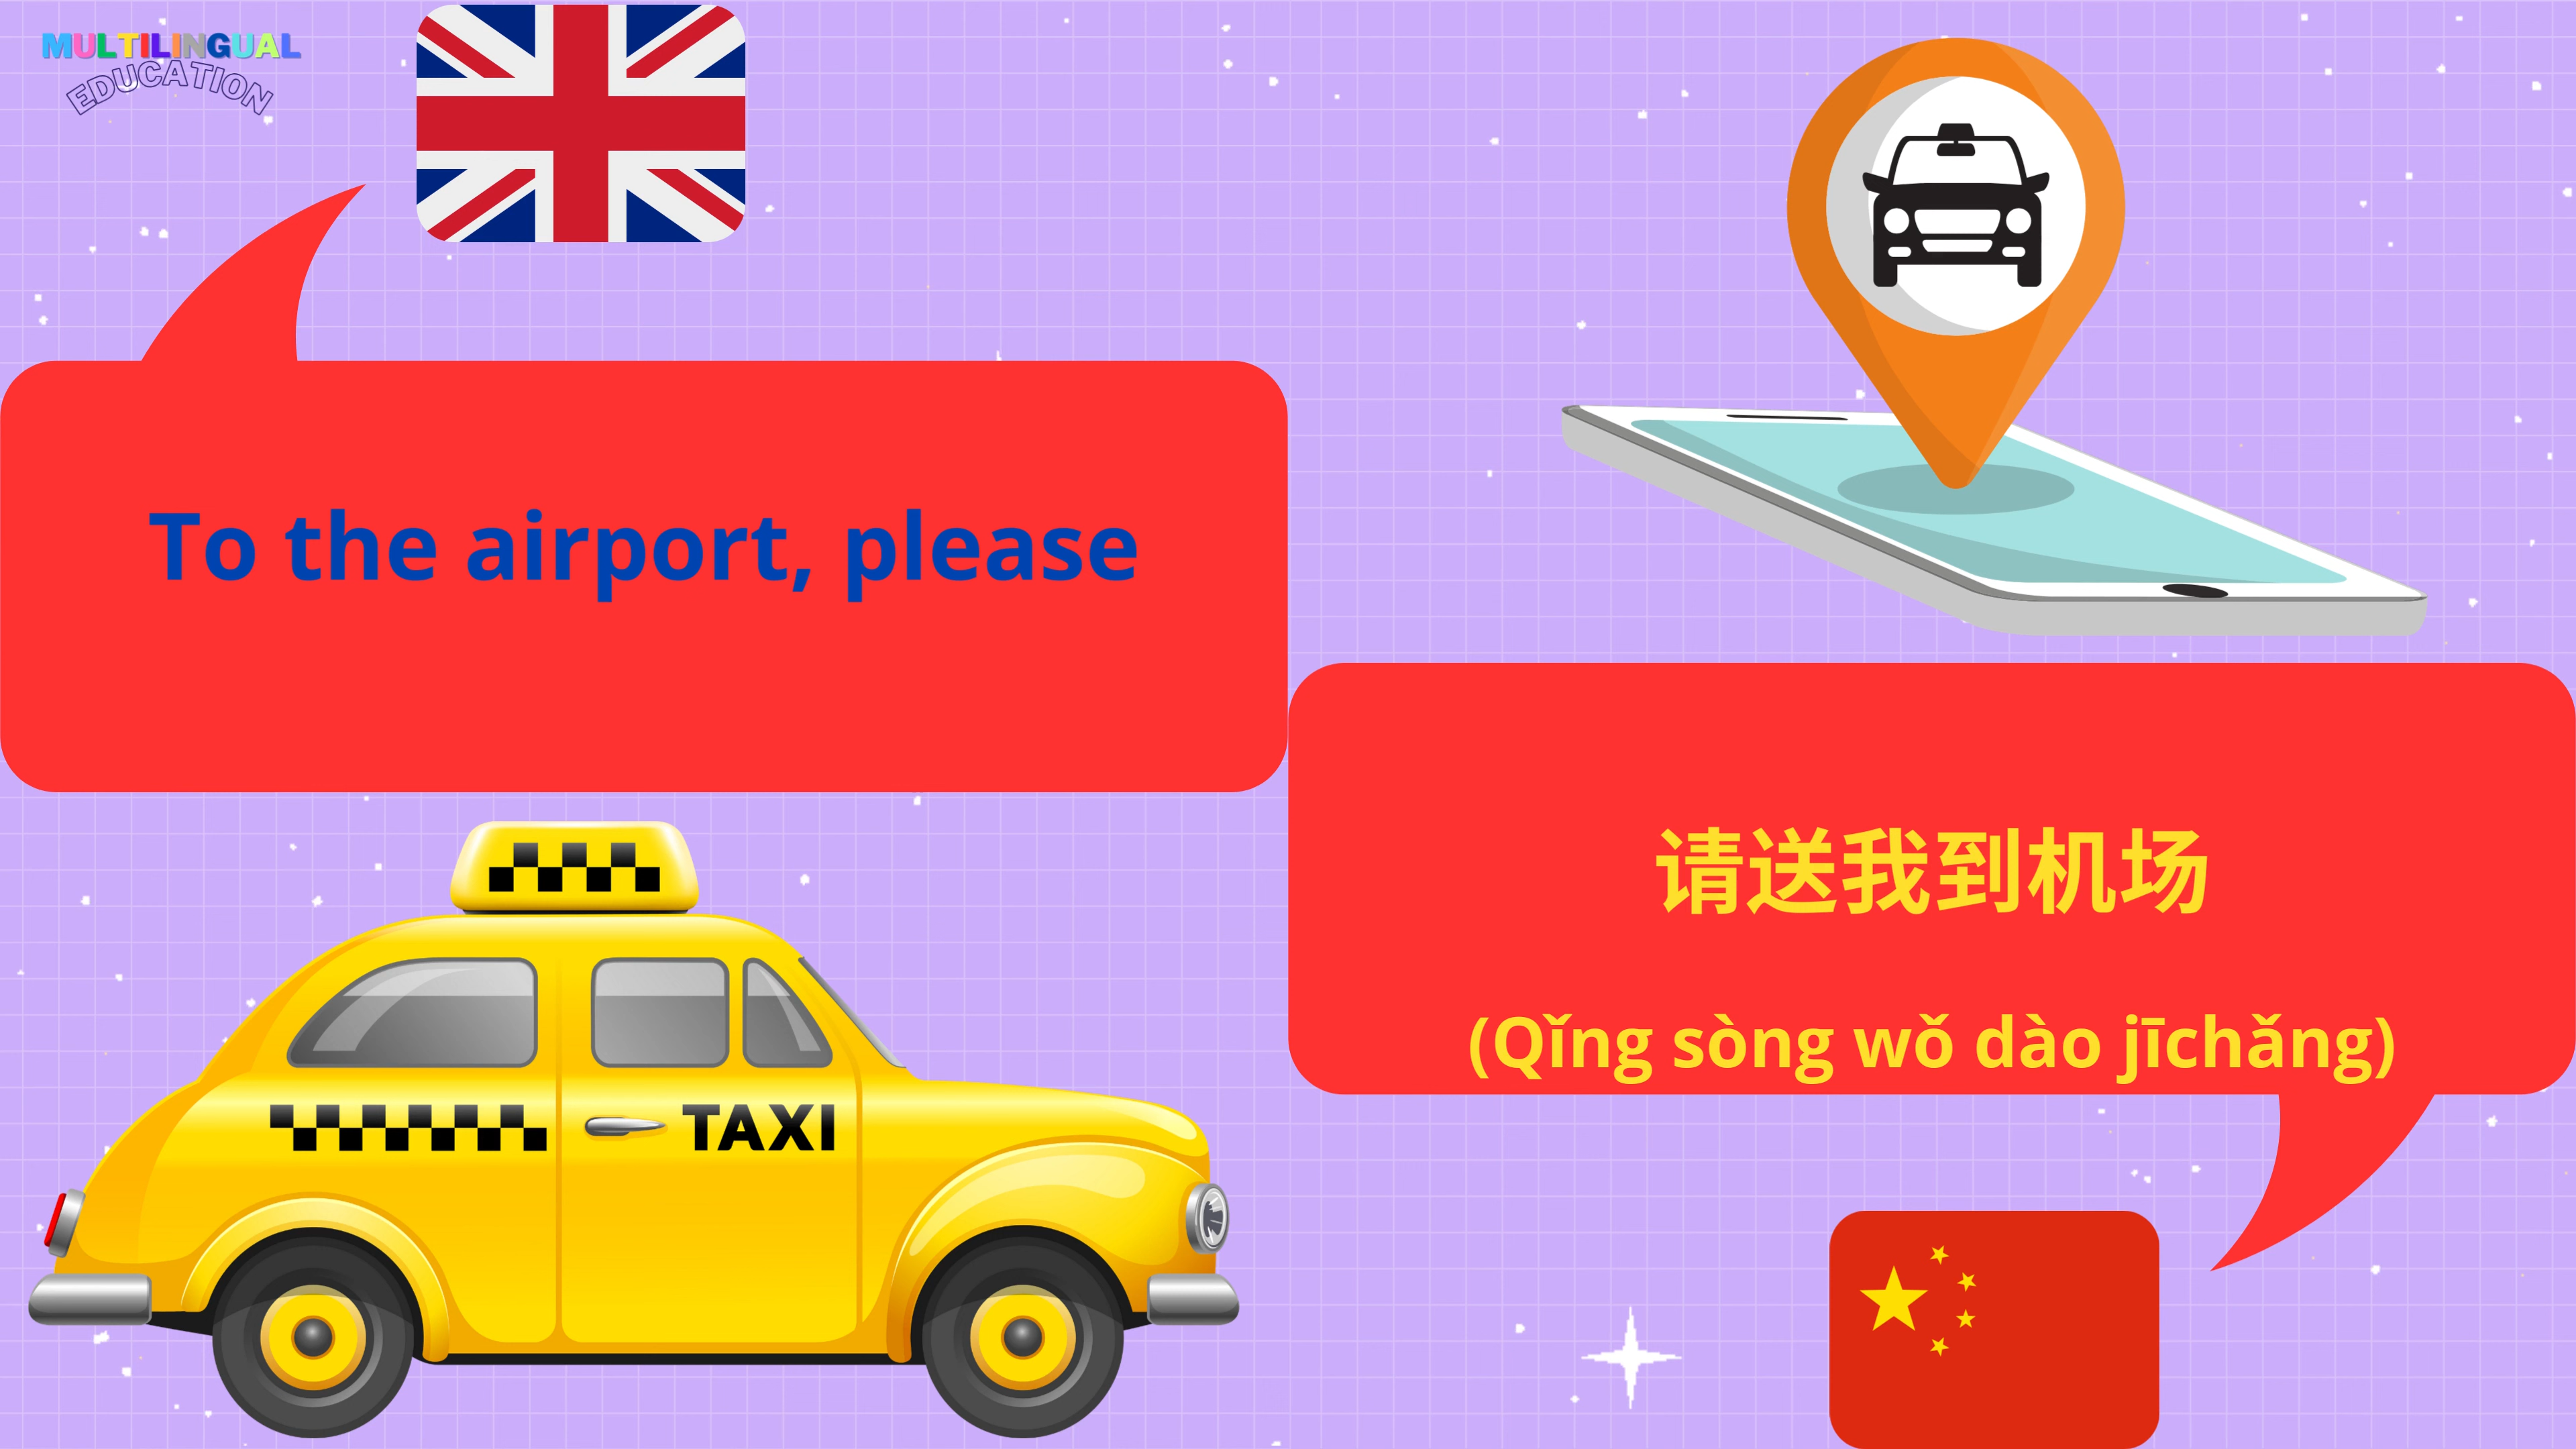 MULTILINGUAL
EDUCATION
To the airport, please
请送我到机场
(Qǐng sòng wǒ dào jīchǎng)
TAXI